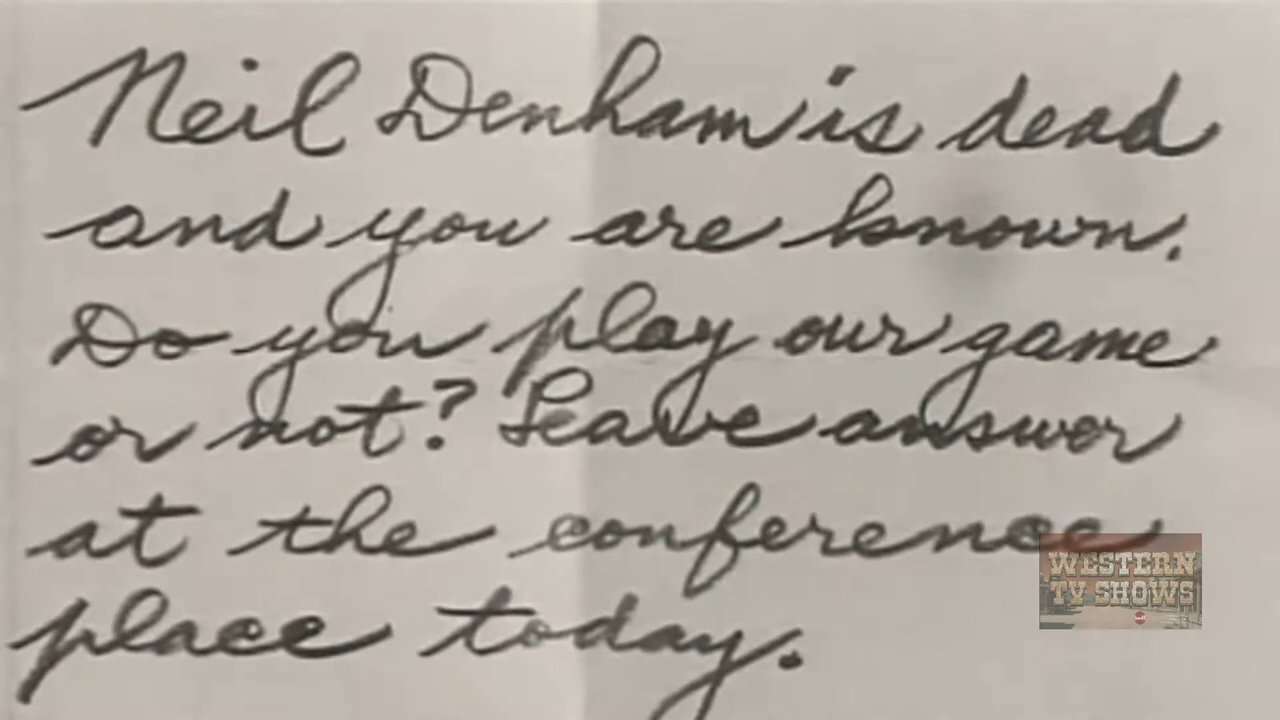 Neil Denham is dead
and you are known.
Do you play our game
or not? Leave answer
at the conference
place today.
WESTERN
TV SHOWS